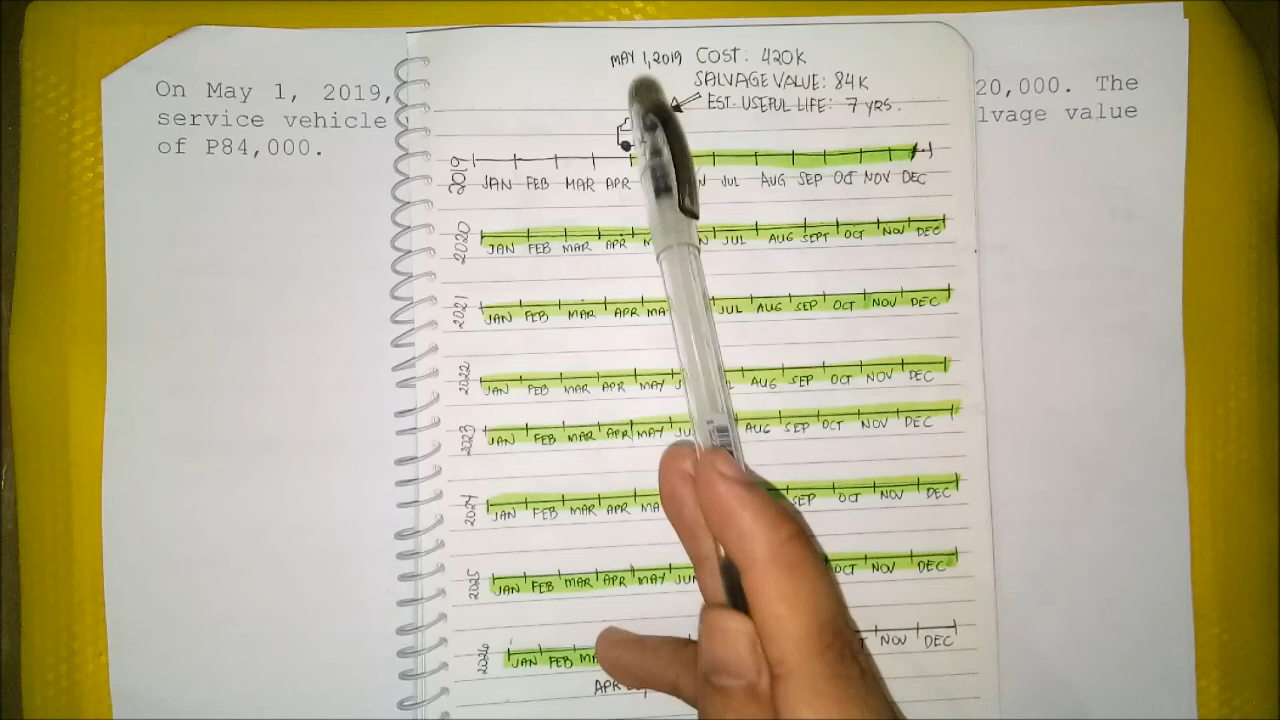 On May 1, 2019,
20,000. The
service vehicle
lvage value
of P84,000.
MAY 1, 2019 COST: 420K
SALVAGE VALUE: 84K
EST. USEFUL LIFE: 7 YRS.
2019
JAN FEB MAR APR JUL AUG SEP OCT NOV DEC
2020
JAN FEB MAR APR JUL AUG SEPT OCT NOV DEC
2021
JAN FEB MAR APR MA JUL AUG SEP OCT NOV DEC
2022
JAN FEB MAR APR MAY AUG SEP OCT NOV DEC
2023
JAN FEB MAR APR MAY JU AUG SEP OCT NOV DEC
2024
JAN FEB MAR APR MA SEP OCT NOV DEC
2025
JAN FEB MAR APR MAY JUN OCT NOV DEC
2026
JAN FEB MA NOV DEC
APR